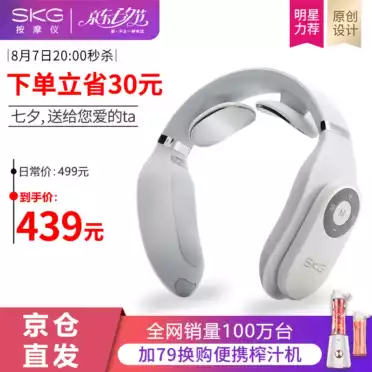 SKG
按摩仪
京东七夕节
明星
力荐
原创
设计
8月7日20:00秒杀
下单立省30元
七夕,送给您爱的ta
日常价:499元
到手价:
439元
M
SKG
京仓
直发
全网销量100万台
加79换购便携榨汁机